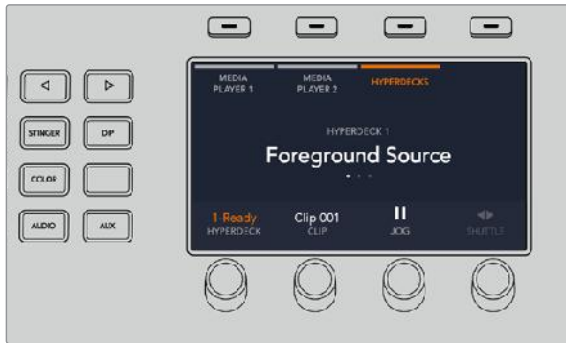 MEDIA PLAYER 1
MEDIA PLAYER 2
HYPERDECKS
STINGER
DIP
HYPERDECK 1
Foreground Source
COLOR
AUDIO
AUX
1-Ready
HYPERDECK
Clip 001
CLIP
JOG
SHUTTLE